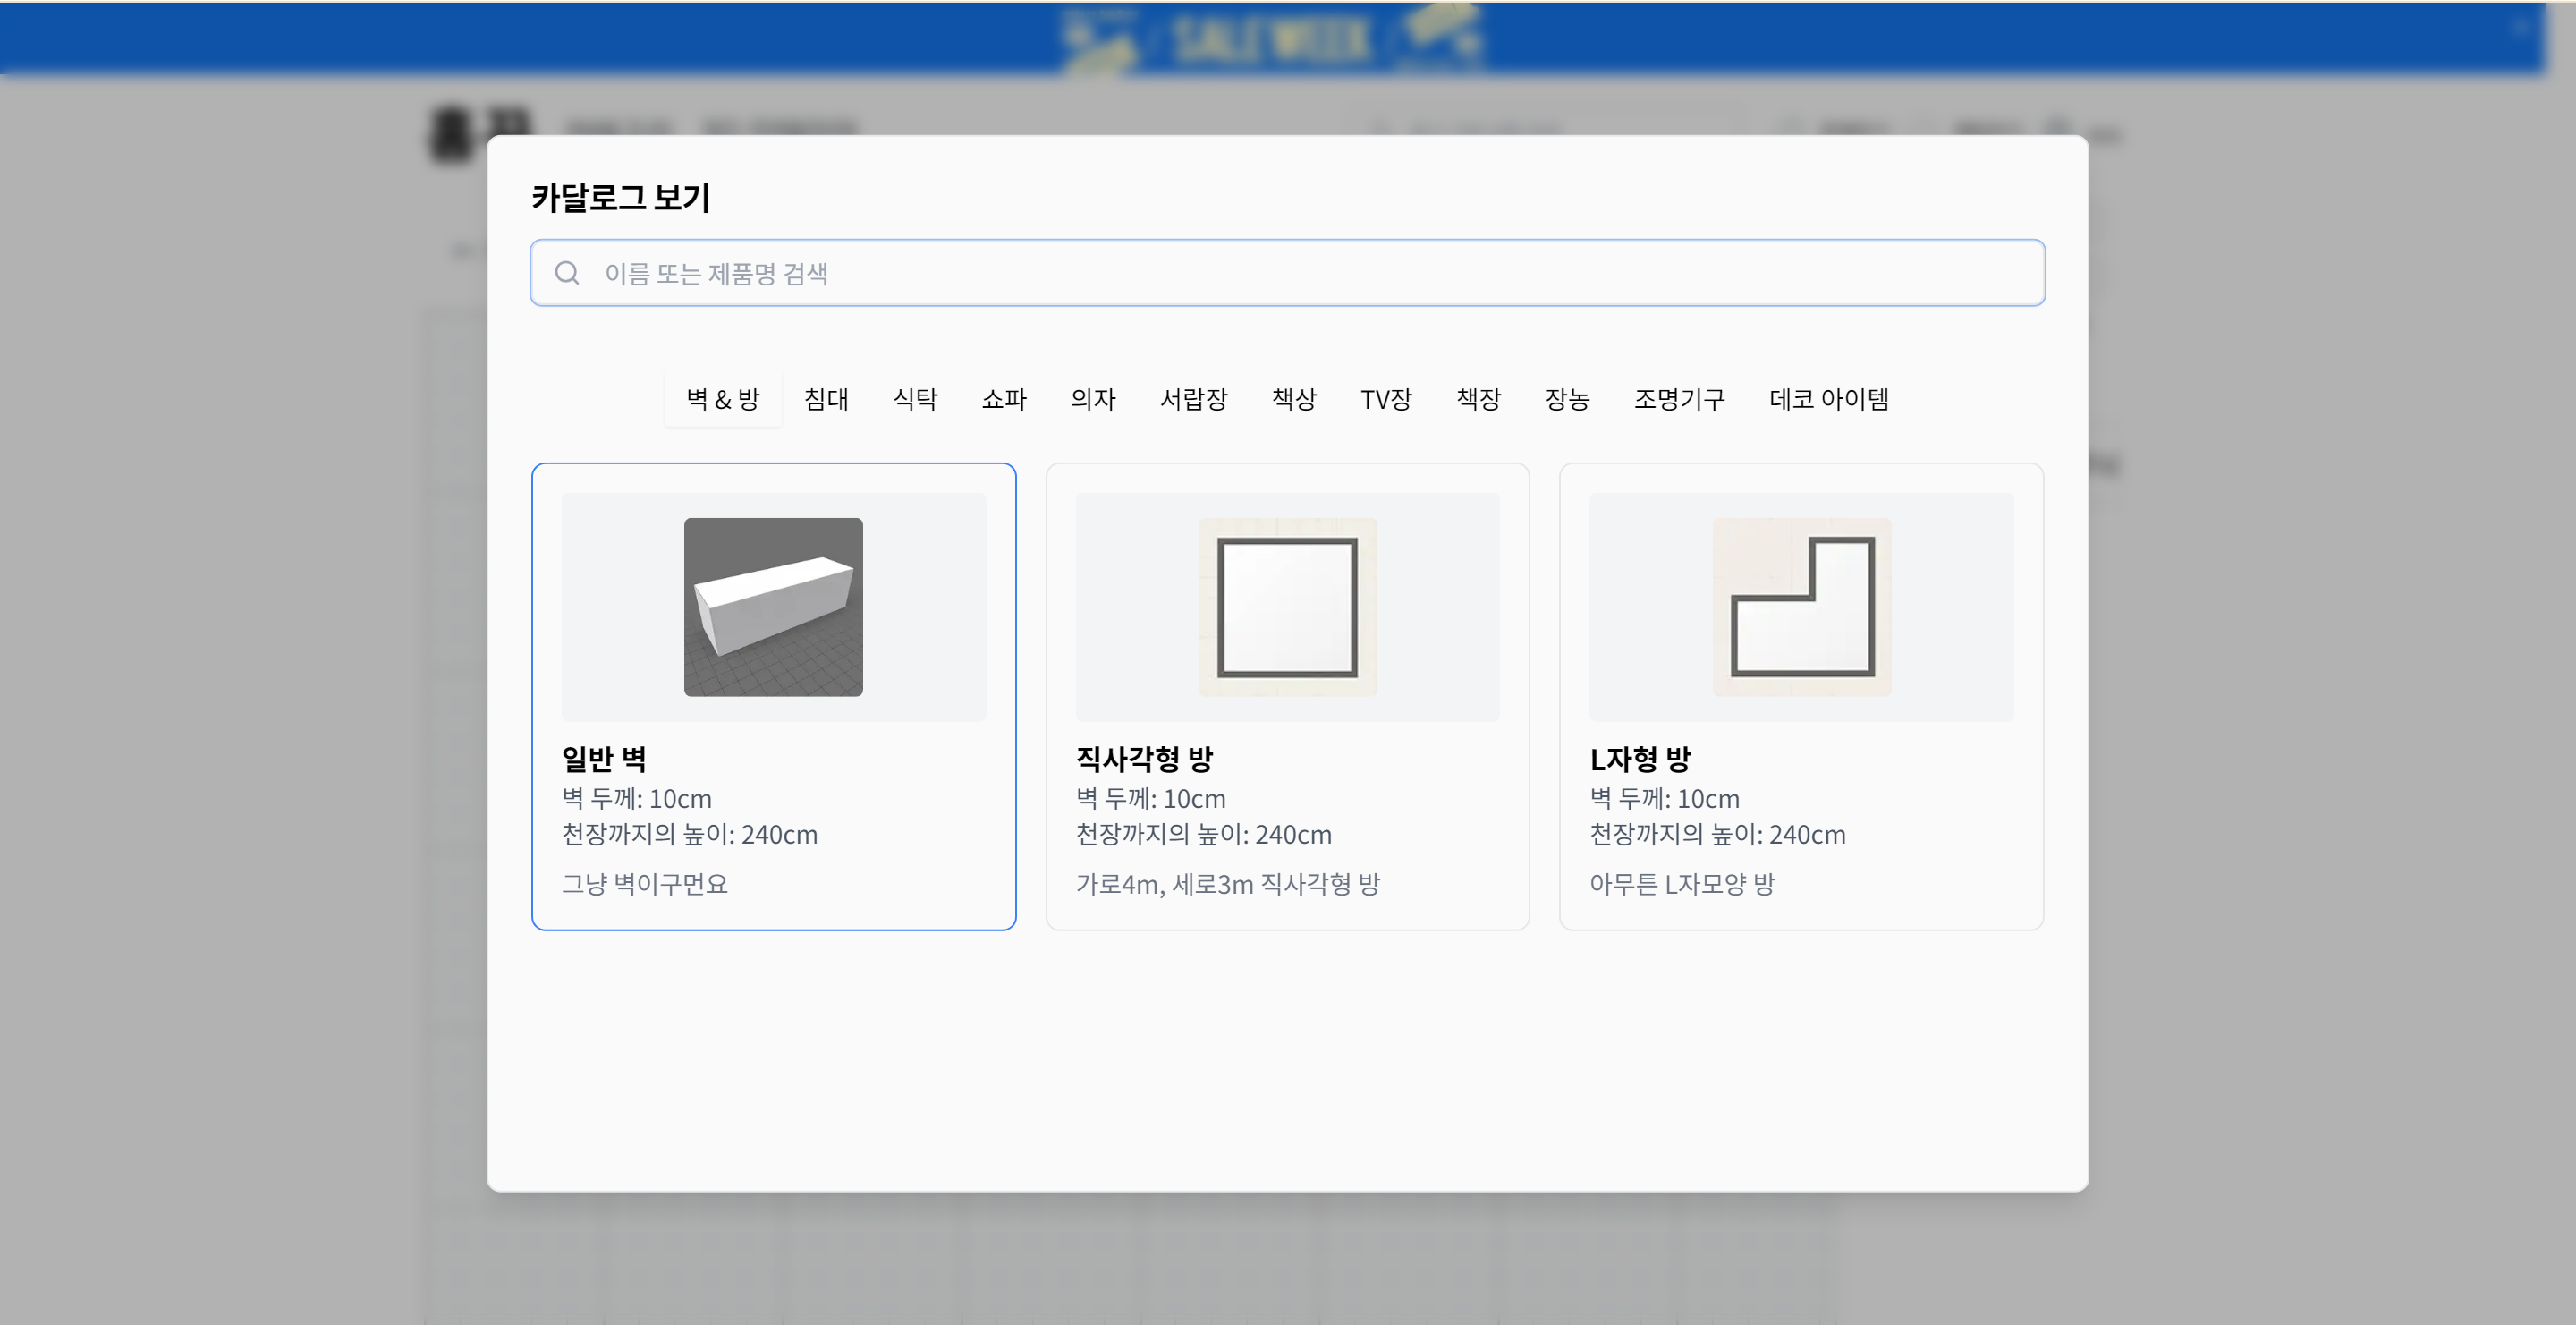 SALE WEEK
카달로그 보기
이름 또는 제품명 검색
벽 & 방 침대 식탁 쇼파 의자 서랍장 책상 TV장 책장 장농 조명기구 데코 아이템
일반 벽
벽 두께: 10cm
천장까지의 높이: 240cm
그냥 벽이구먼요
직사각형 방
벽 두께: 10cm
천장까지의 높이: 240cm
가로4m, 세로3m 직사각형 방
L자형 방
벽 두께: 10cm
천장까지의 높이: 240cm
아무튼 L자모양 방